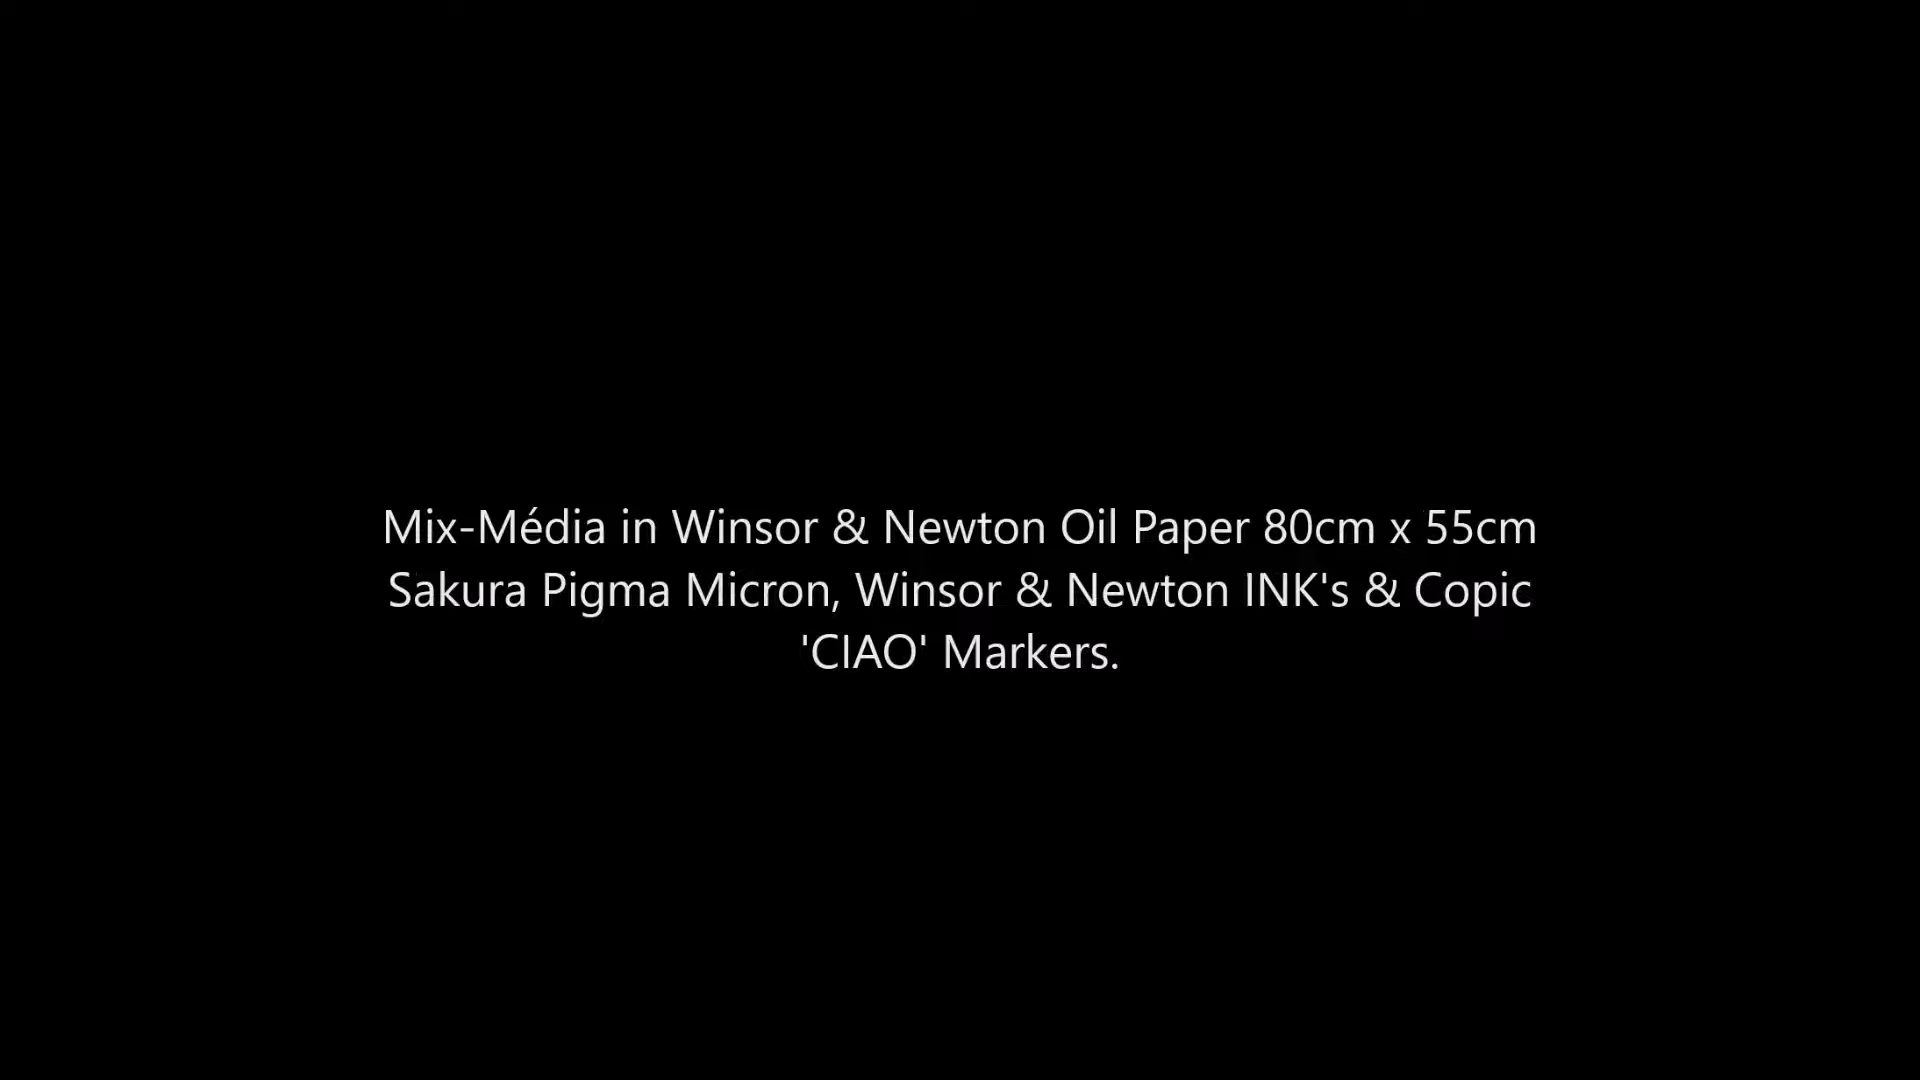 Mix-Média in Winsor & Newton Oil Paper 80cm x 55cm
Sakura Pigma Micron, Winsor & Newton INK's & Copic
'CIAO' Markers.